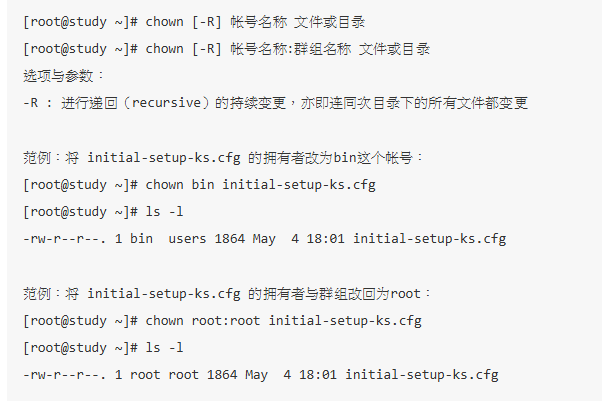 [root@study ~]# chown [-R] 帐号名称 文件或目录
[root@study ~]# chown [-R] 帐号名称:群组名称 文件或目录
选项与参数：
-R : 进行递回（recursive）的持续变更，亦即连同次目录下的所有文件都变更
范例：将 initial-setup-ks.cfg 的拥有者改为bin这个帐号：
[root@study ~]# chown bin initial-setup-ks.cfg
[root@study ~]# ls -l
-rw-r--r--. 1 bin  users 1864 May  4 18:01 initial-setup-ks.cfg
范例：将 initial-setup-ks.cfg 的拥有者与群组改回为root：
[root@study ~]# chown root:root initial-setup-ks.cfg
[root@study ~]# ls -l
-rw-r--r--. 1 root root 1864 May  4 18:01 initial-setup-ks.cfg